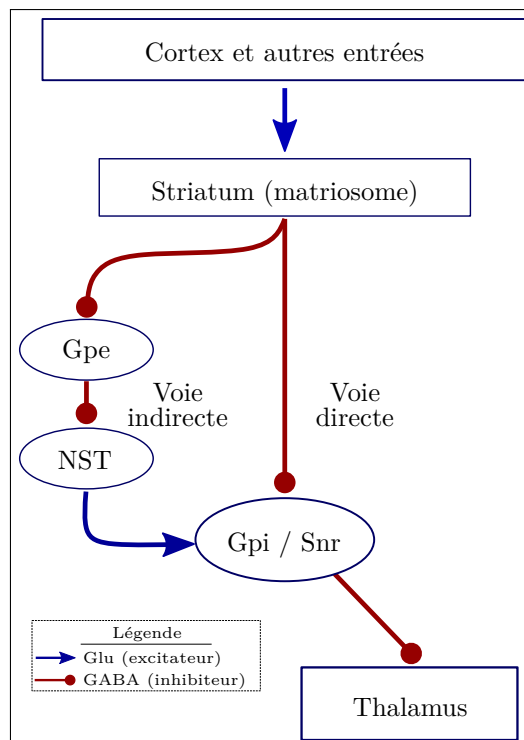 Cortex et autres entrées
Striatum (matriosome)
Gpe
Voie
indirecte
Voie
directe
NST
Gpi / Snr
Légende
Glu (excitateur)
GABA (inhibiteur)
Thalamus